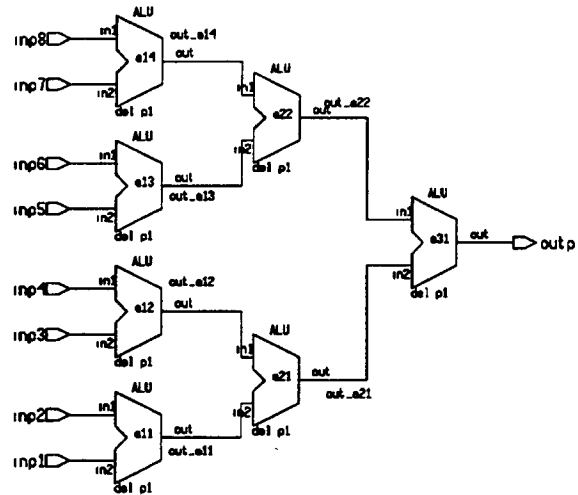 ALU
inp8
in1
out_a14
a14
out
inp7
in2
del p1
ALU
in1
out_a22
out
a22
in2
del p1
ALU
inp6
in1
a13
out
inp5
in2
out_a13
del p1
ALU
in1
a31
out
outp
in2
del p1
ALU
inp4
in1
out_a12
a12
out
inp3
in2
del p1
ALU
in1
a21
out
out_a21
in2
del p1
ALU
inp2
in1
a11
out
inp1
in2
out_a11
del p1